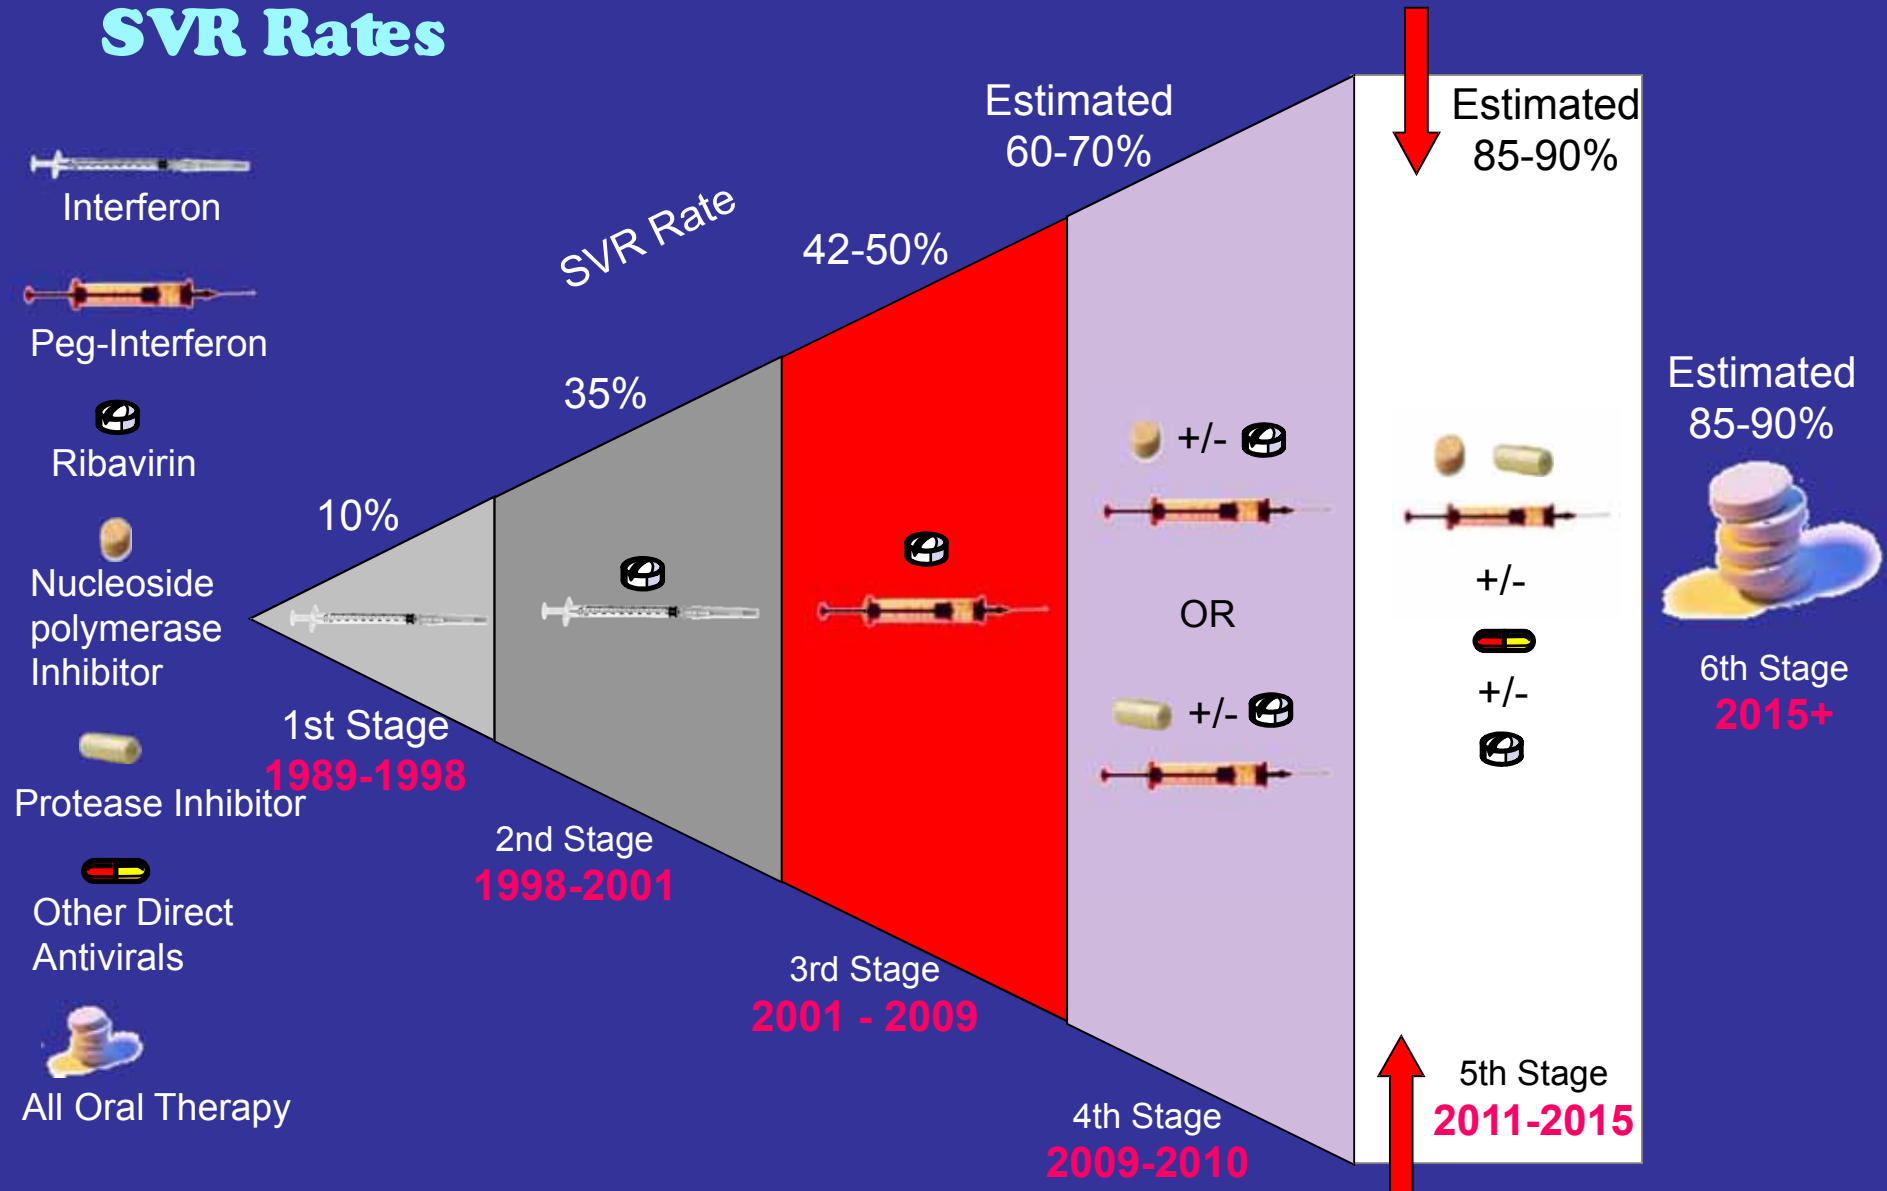 SVR Rates
Interferon
Peg-Interferon
Ribavirin
Nucleoside
polymerase
Inhibitor
Protease Inhibitor
Other Direct
Antivirals
All Oral Therapy
SVR Rate
10%
1st Stage
1989-1998
35%
2nd Stage
1998-2001
42-50%
3rd Stage
2001 - 2009
Estimated
60-70%
+/-
OR
+/-
4th Stage
2009-2010
Estimated
85-90%
+/-
+/-
5th Stage
2011-2015
Estimated
85-90%
6th Stage
2015+